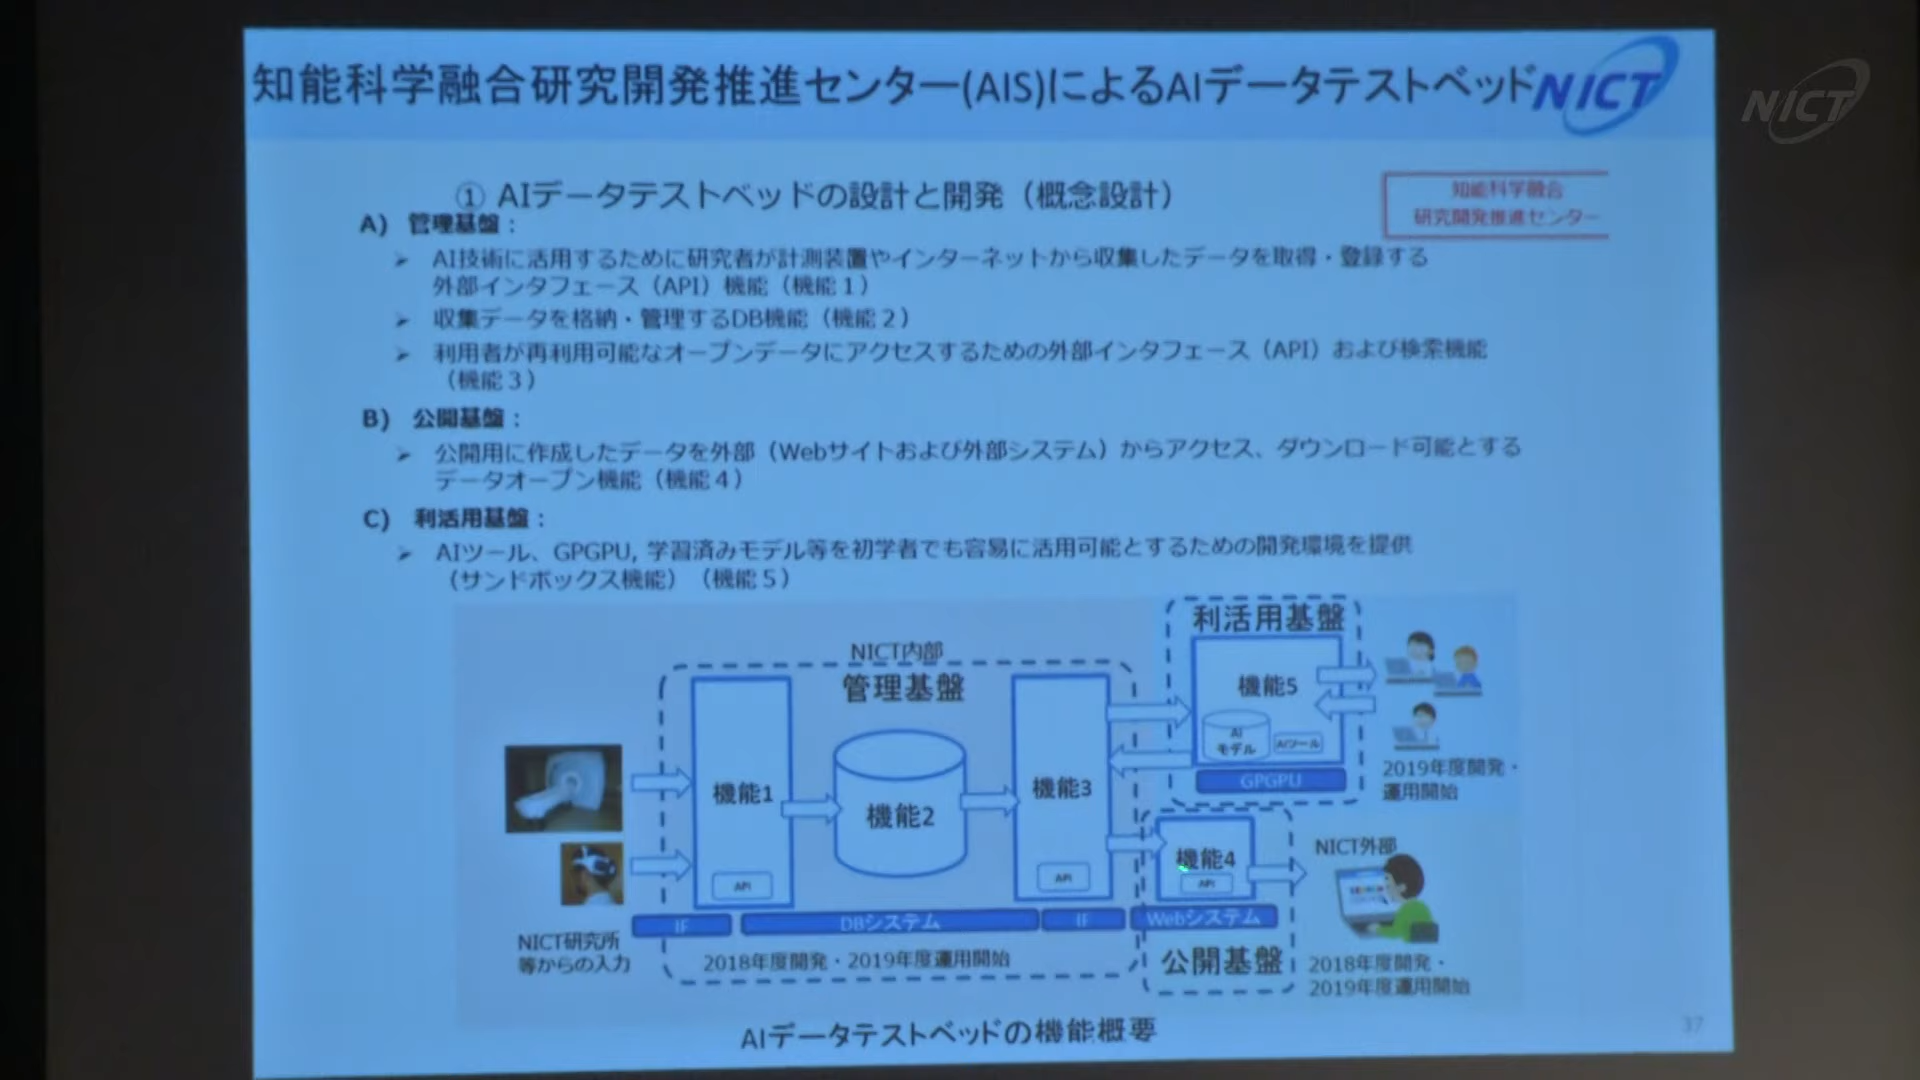 知能科学融合研究開発推進センター(AIS)によるAIデータテストベッド
NICT
NICT
① AIデータテストベッドの設計と開発（概念設計）
知能科学融合
研究開発推進センター
A) 管理基盤：
➢ AI技術に活用するために研究者が計測装置やインターネットから収集したデータを取得・登録する
外部インタフェース（API）機能（機能１）
➢ 収集データを格納・管理するDB機能（機能２）
➢ 利用者が再利用可能なオープンデータにアクセスするための外部インタフェース（API）および検索機能
（機能３）
B) 公開基盤：
➢ 公開用に作成したデータを外部（Webサイトおよび外部システム）からアクセス、ダウンロード可能とする
データオープン機能（機能４）
C) 利活用基盤：
➢ AIツール、GPGPU, 学習済みモデル等を初学者でも容易に活用可能とするための開発環境を提供
（サンドボックス機能）（機能５）
NICT内部
管理基盤
機能1
API
機能2
機能3
API
IF
DBシステム
IF
NICT研究所
等からの入力
2018年度開発・2019年度運用開始
利活用基盤
機能5
AI
モデル
AIツール
GPGPU
2019年度開発・
運用開始
機能4
API
Webシステム
公開基盤
NICT外部
2018年度開発・
2019年度運用開始
AIデータテストベッドの機能概要
37